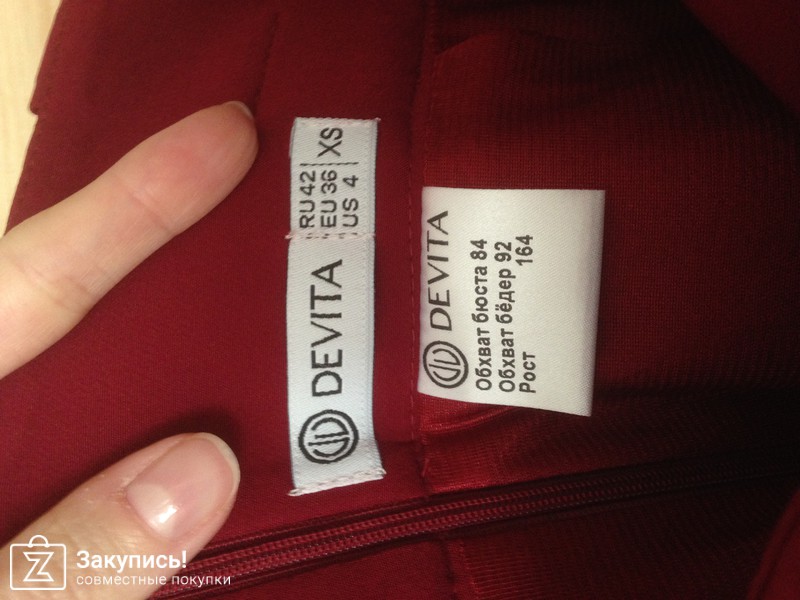 RU 42
EU 36
US 4
XS
DEVITA
DEVITA
Обхват бюста 84
Обхват бёдер 92
Рост 164
Закупись!
совместные покупки